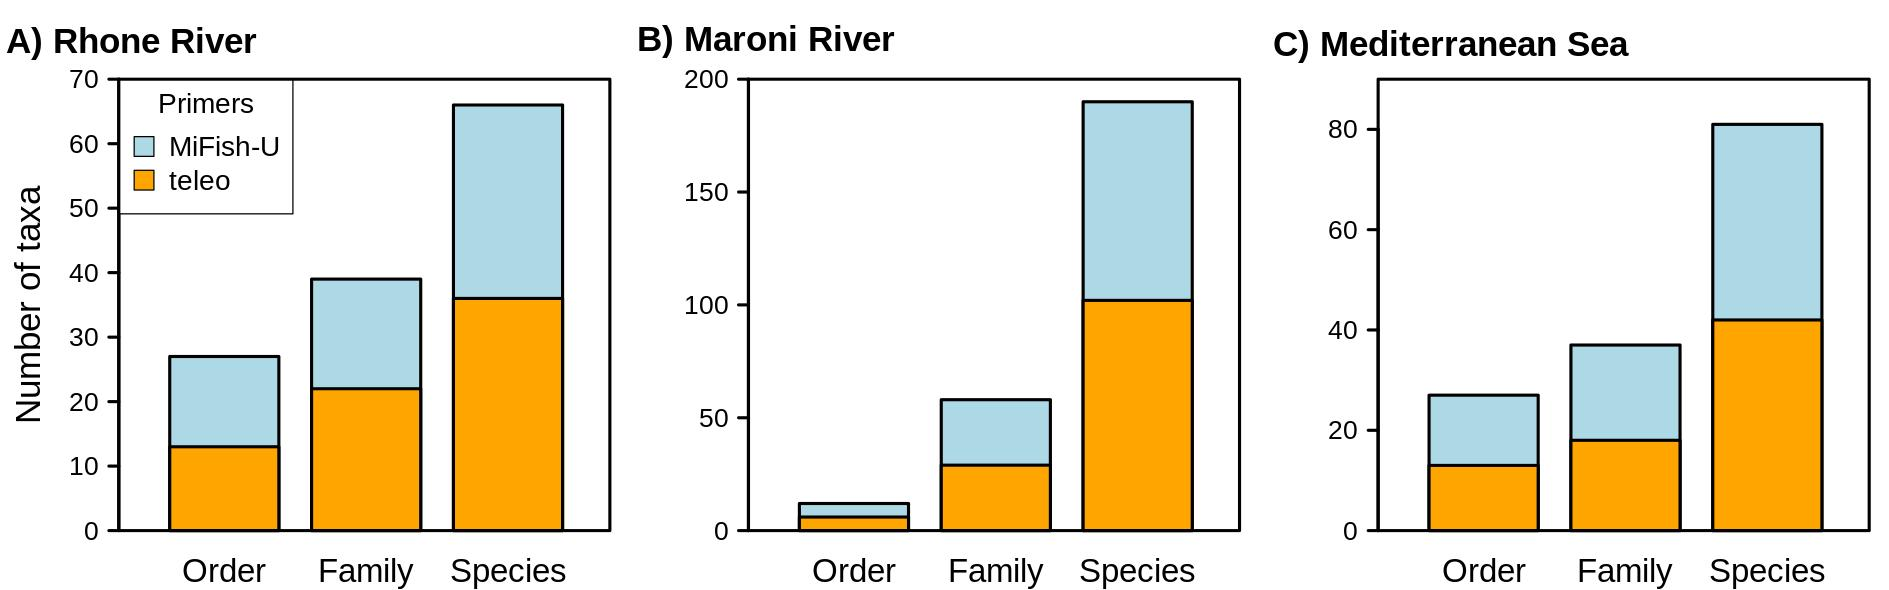 A) Rhone River
Number of taxa
70
60
50
40
30
20
10
0
Primers
MiFish-U
teleo
Order Family Species
B) Maroni River
200
150
100
50
0
Order Family Species
C) Mediterranean Sea
80
60
40
20
0
Order Family Species